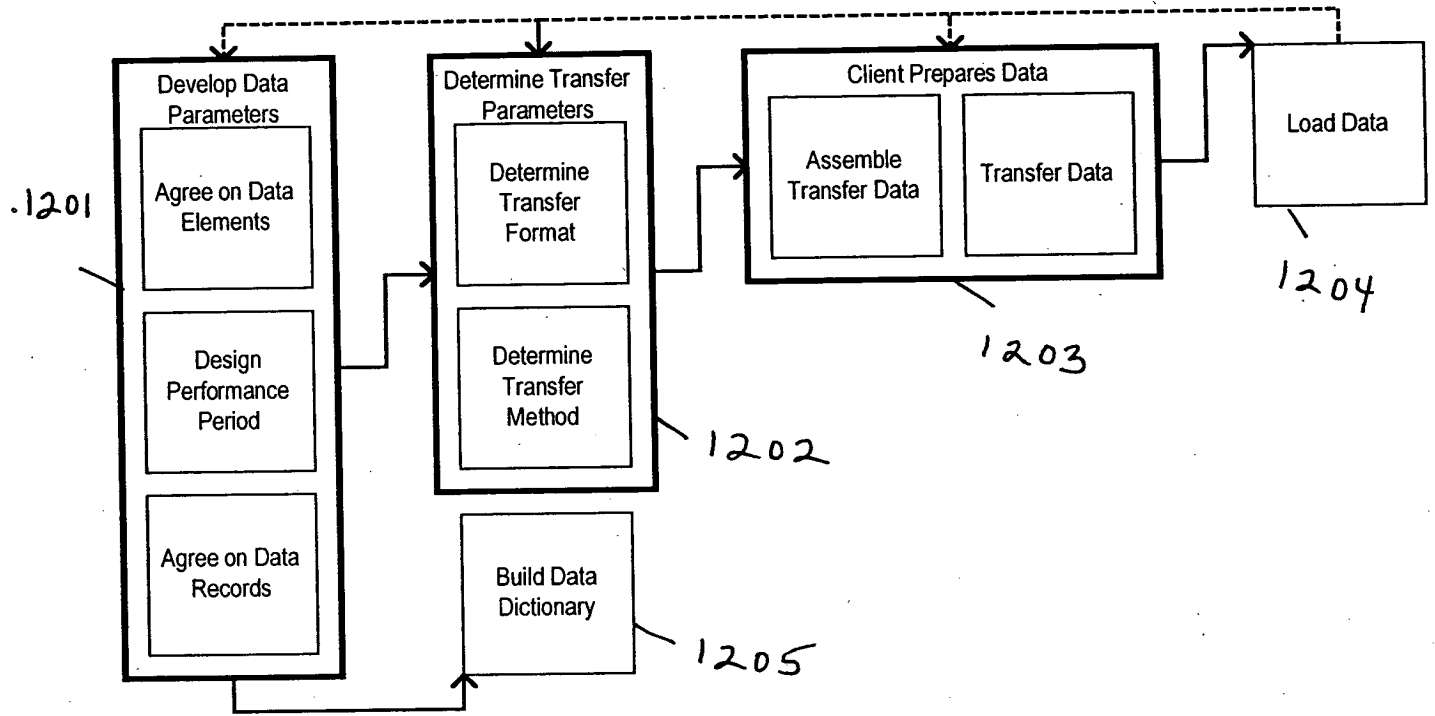 Develop Data
Parameters
Agree on Data
Elements
Design
Performance
Period
Agree on Data
Records
.1201
Determine Transfer
Parameters
Determine
Transfer
Format
Determine
Transfer
Method
1202
Build Data
Dictionary
1205
Client Prepares Data
Assemble
Transfer Data
Transfer Data
1203
Load Data
1204